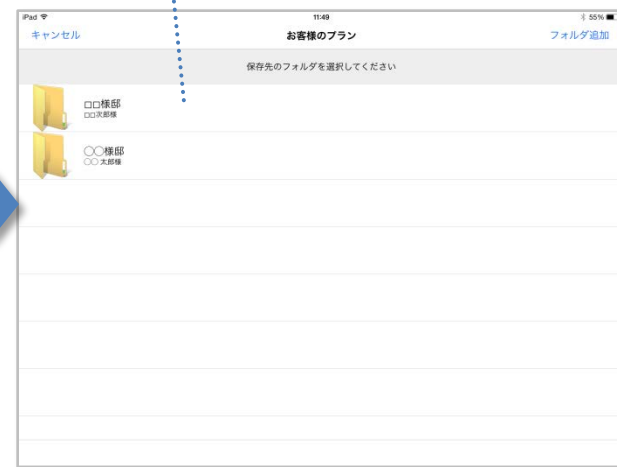 iPad 11:49 55%
キャンセル お客様のプラン フォルダ追加
保存先のフォルダを選択してください
□□様邸
□□次郎様
○○様邸
○○ 太郎様